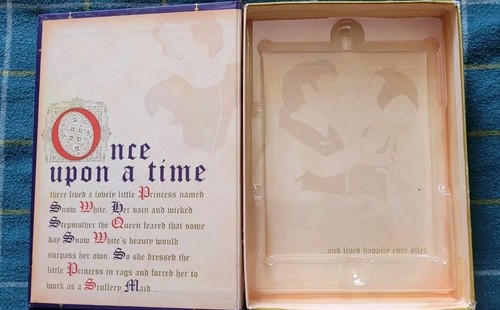 Once
upon a time
there lived a lovely little Princess named
Snow White. Her vain and wicked
Stepmother the Queen feared that some
day Snow White's beauty would
surpass her own. So she dressed the
little Princess in rags and forced her to
work as a Scullery Maid...
...and lived happily ever after